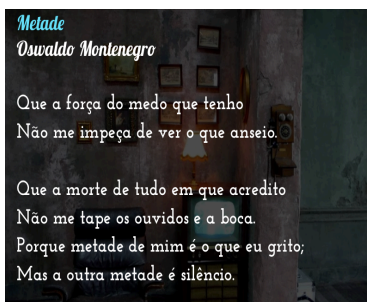 Metade
Oswaldo Montenegro
Que a força do medo que tenho
Não me impeça de ver o que anseio.
Que a morte de tudo em que acredito
Não me tape os ouvidos e a boca.
Porque metade de mim é o que eu grito;
Mas a outra metade é silêncio.